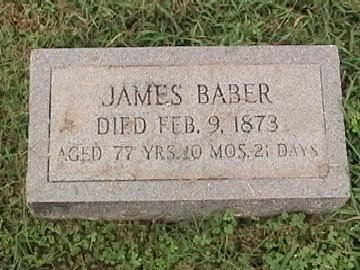 JAMES BABER
DIED FEB. 9, 1873
AGED 77 YRS. 10 MOS. 21 DAYS